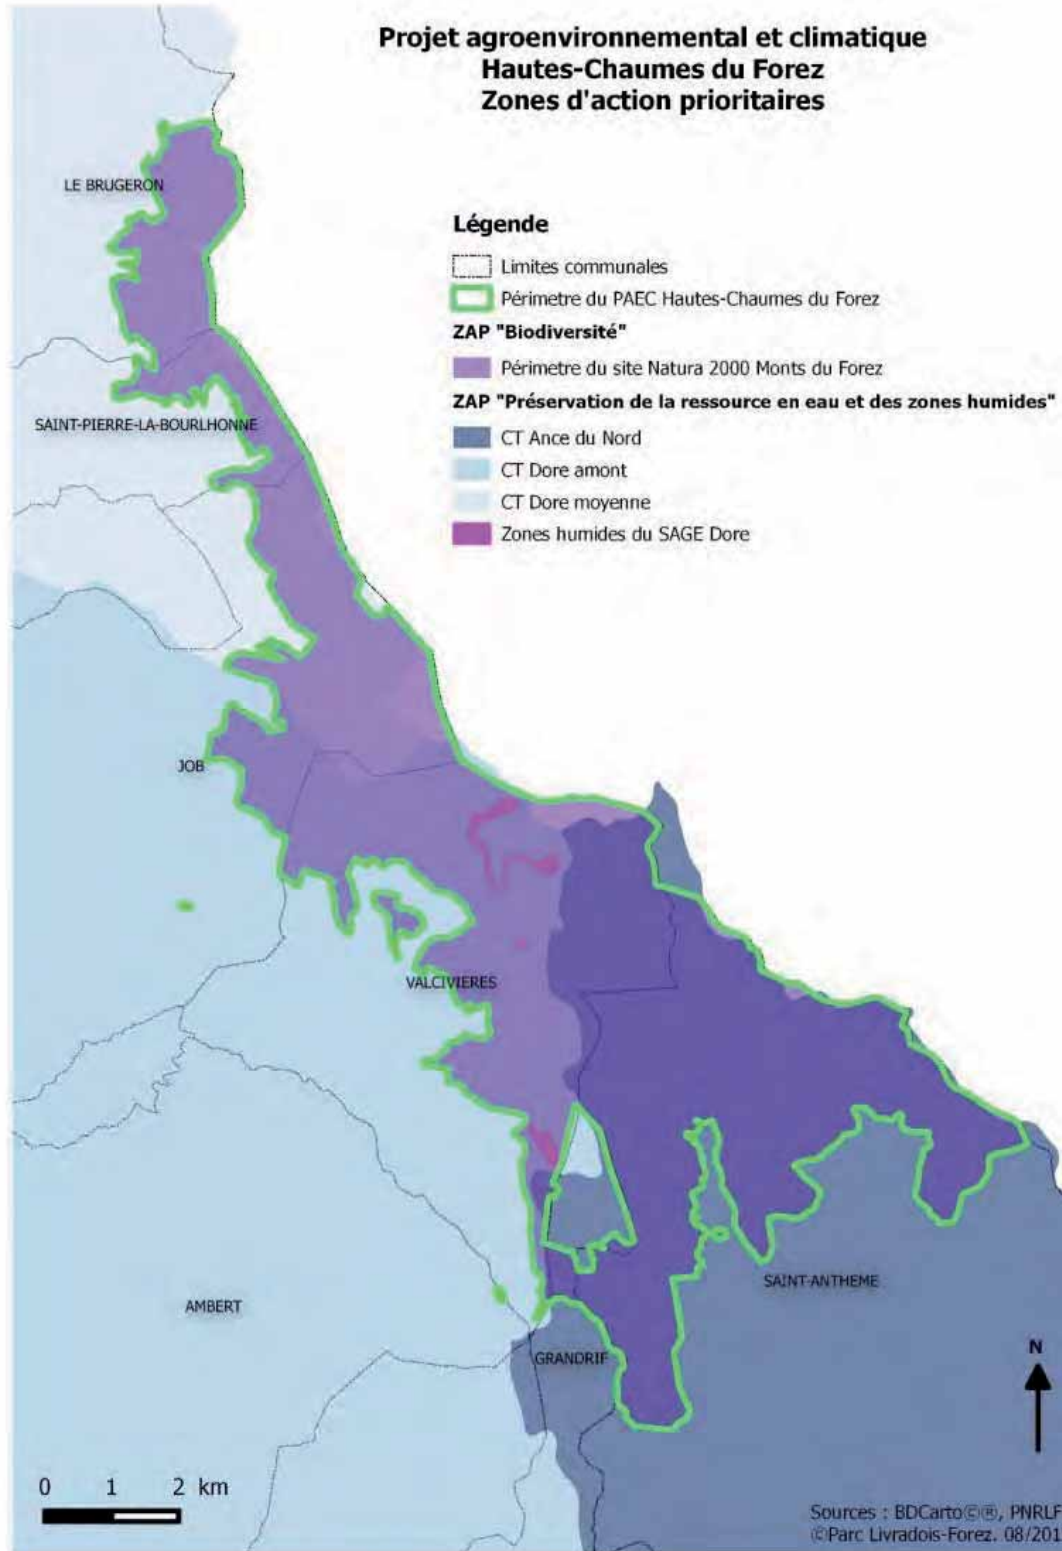 Projet agroenvironnemental et climatique
Hautes-Chaumes du Forez
Zones d'action prioritaires
Légende
Limites communales
Périmetre du PAEC Hautes-Chaumes du Forez
ZAP "Biodiversité"
Périmetre du site Natura 2000 Monts du Forez
ZAP "Préservation de la ressource en eau et des zones humides"
CT Ance du Nord
CT Dore amont
CT Dore moyenne
Zones humides du SAGE Dore
LE BRUGERON
SAINT-PIERRE-LA-BOURLHONNE
JOB
VALCIVIERES
SAINT-ANTHEME
AMBERT
GRANDRIF
N
0 1 2 km
Sources : BDCarto©®, PNRLF
©Parc Livradois-Forez. 08/201